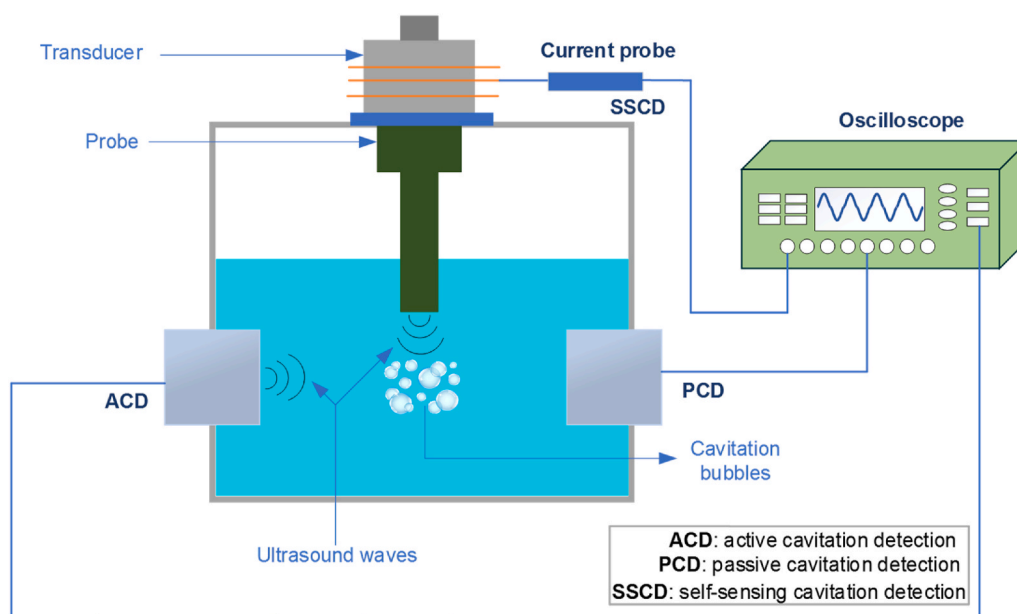 Transducer
Current probe
SSCD
Oscilloscope
Probe
ACD
PCD
Cavitation
bubbles
Ultrasound waves
ACD: active cavitation detection
PCD: passive cavitation detection
SSCD: self-sensing cavitation detection